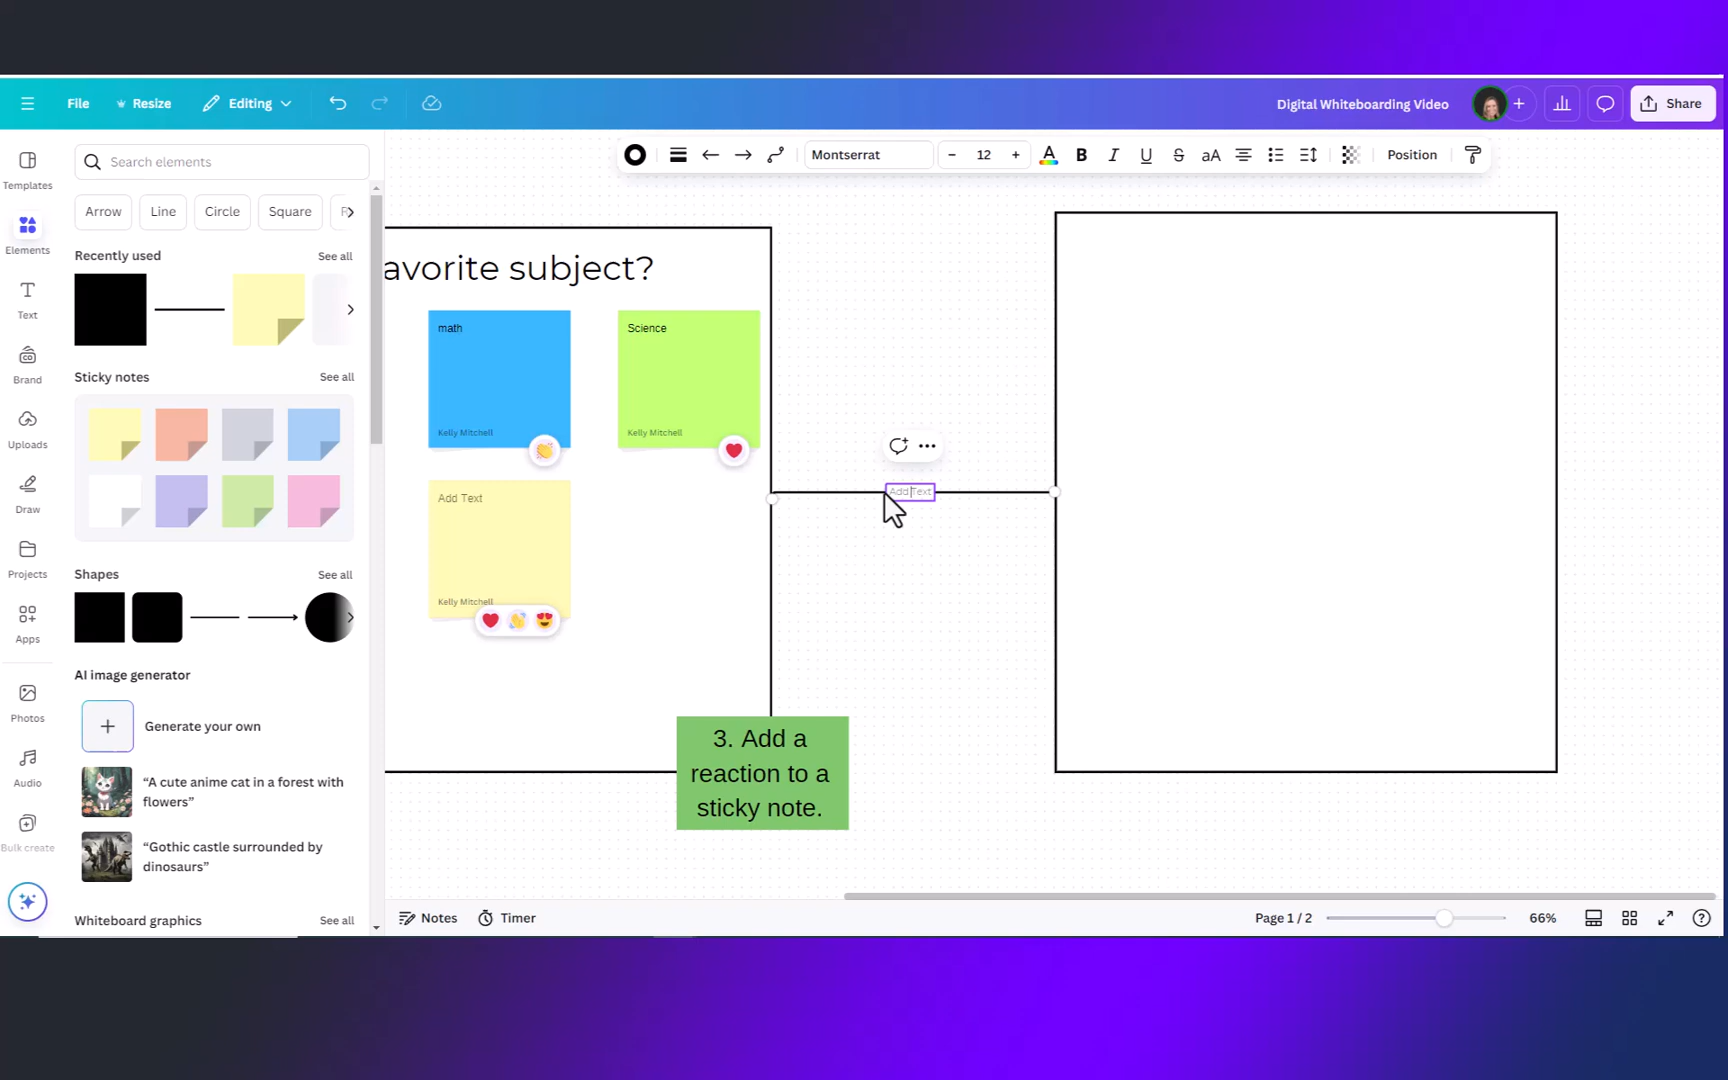 File
Resize
Editing
Digital Whiteboarding Video
Share
Templates
Elements
Text
Brand
Uploads
Draw
Projects
Apps
Photos
Audio
Bulk create
Search elements
Arrow
Line
Circle
Square
Recently used
See all
Sticky notes
See all
Shapes
See all
AI image generator
Generate your own
“A cute anime cat in a forest with
flowers”
“Gothic castle surrounded by
dinosaurs”
Whiteboard graphics
See all
Montserrat
12
Position
avorite subject?
math
Kelly Mitchell
Science
Kelly Mitchell
Add Text
Kelly Mitchell
Add Text
3. Add a
reaction to a
sticky note.
Notes
Timer
Page 1 / 2
66%